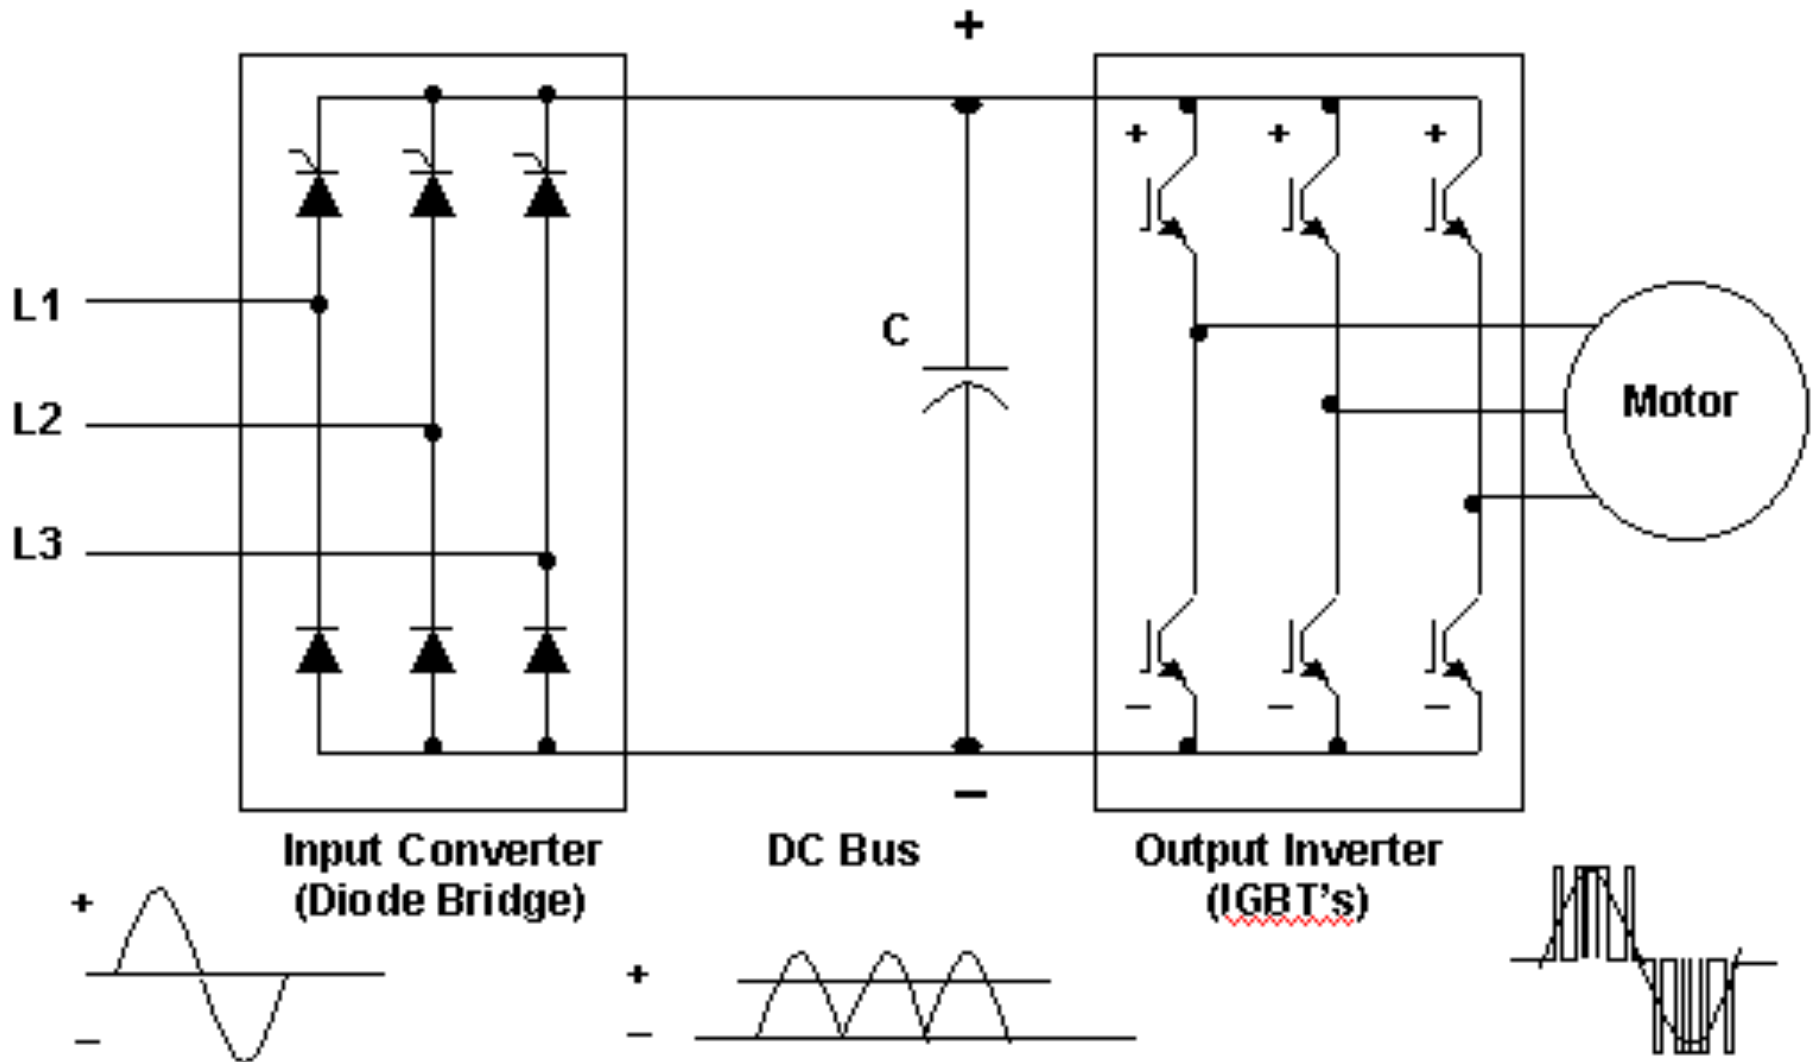 +
+ + +
L1
C
Motor
L2
L3
− − −
−
Input Converter
(Diode Bridge)
DC Bus
Output Inverter
(IGBT's)
+
−
+
−